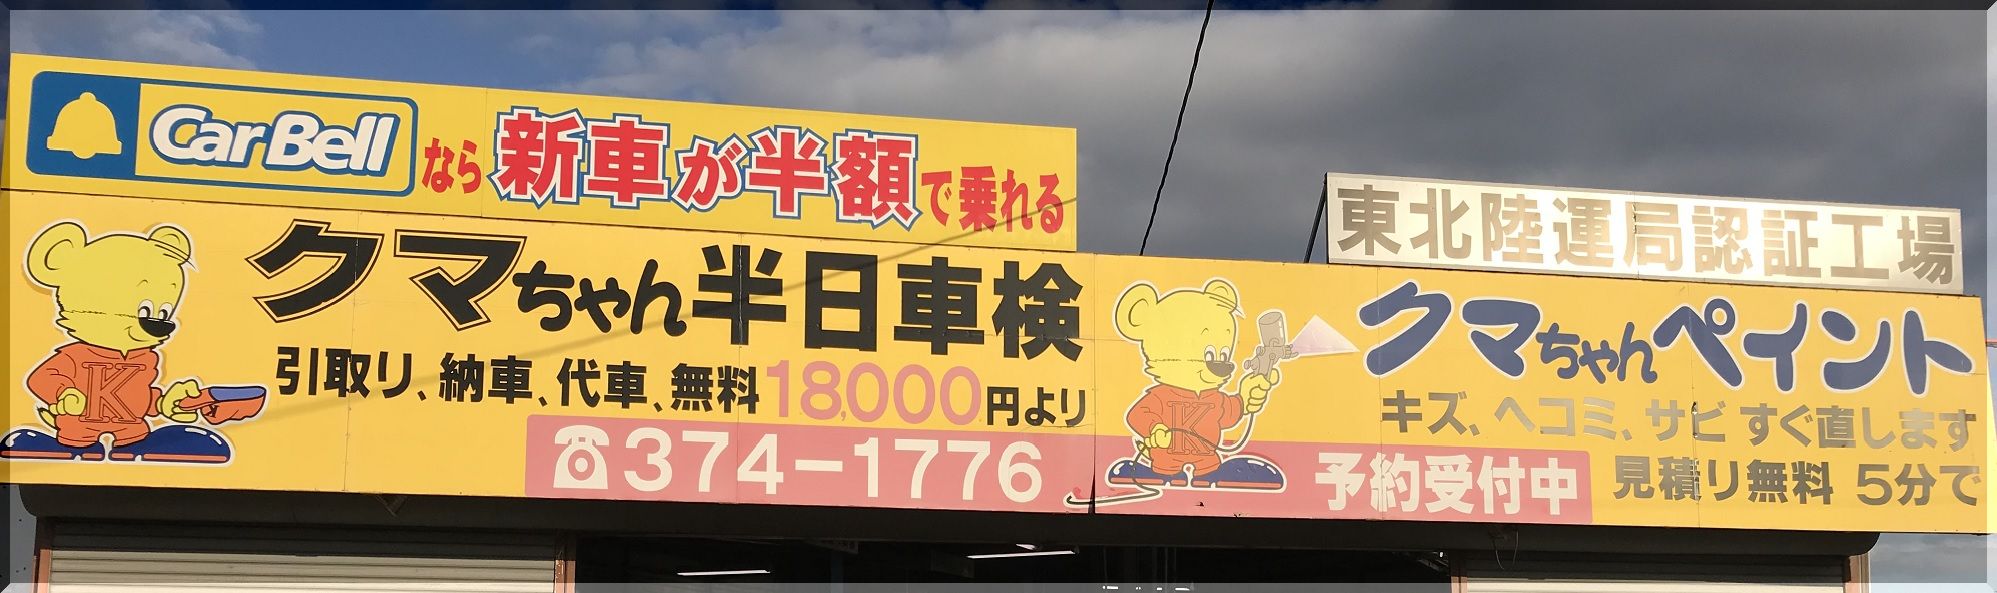 Car Bell なら新車が半額で乗れる
東北陸運局認証工場
クマちゃん半日車検
引取り、納車、代車、無料18,000円より
☎374-1776
K
クマちゃんペイント
キズ、ヘコミ、サビ すぐ直します
予約受付中 見積り無料 5分で
K